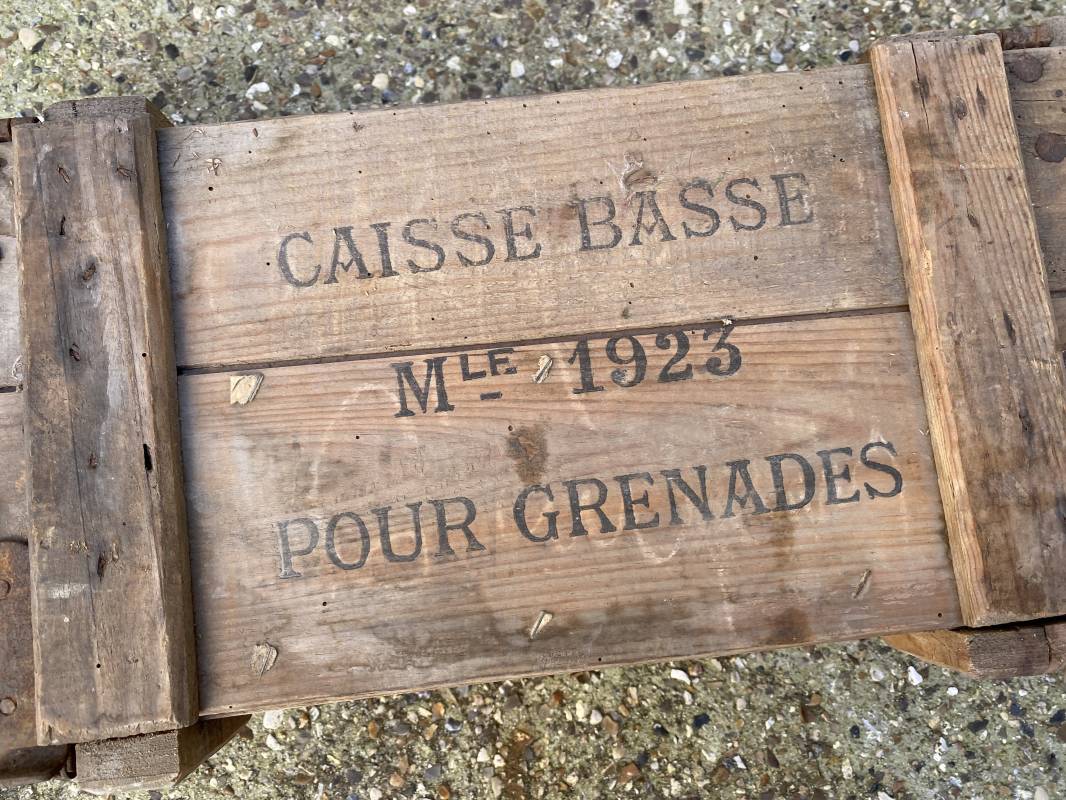 CAISSE BASSE
MLE 1923
POUR GRENADES